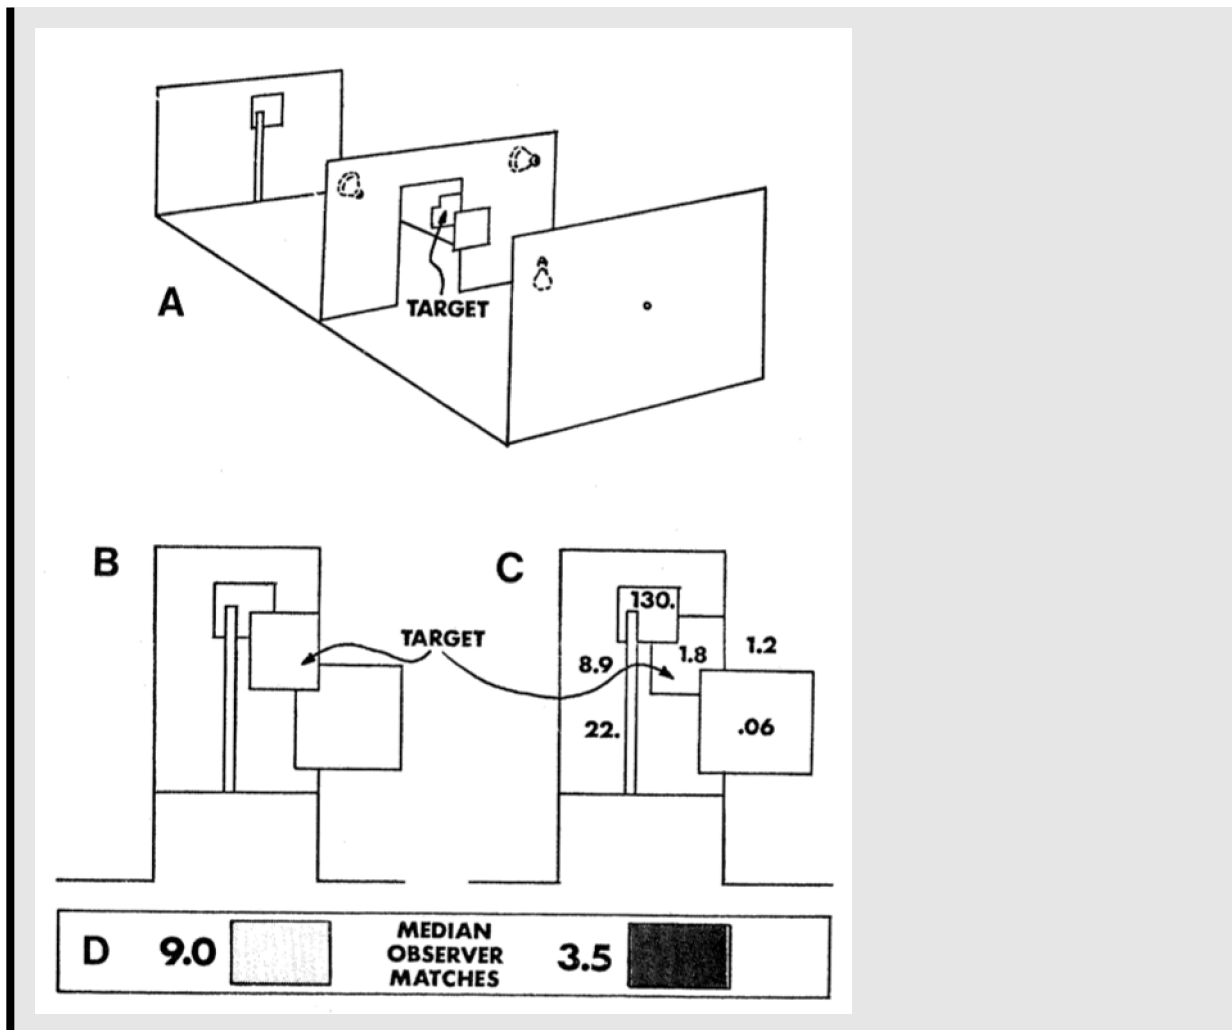 A
TARGET
B
C
TARGET
130.
1.8
1.2
8.9
22.
.06
D
9.0
MEDIAN
OBSERVER
MATCHES
3.5